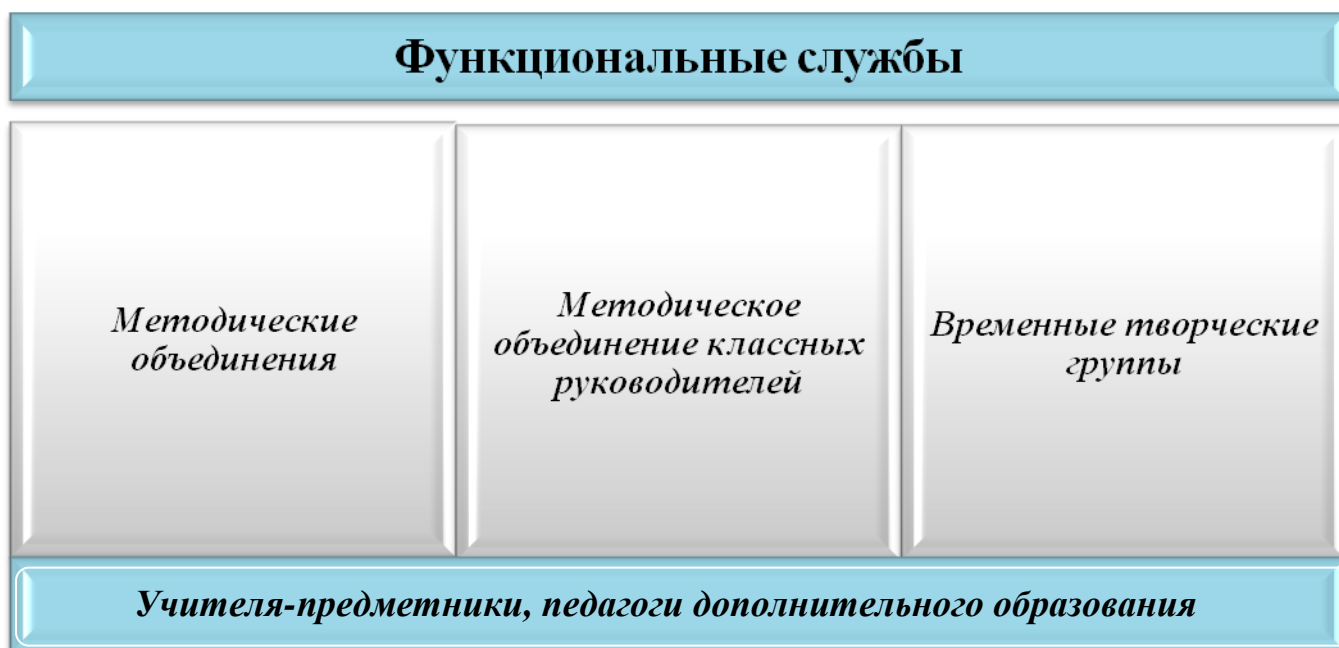 Функциональные службы
Методические
объединения
Методическое
объединение классных
руководителей
Временные творческие
группы
Учителя-предметники, педагоги дополнительного образования